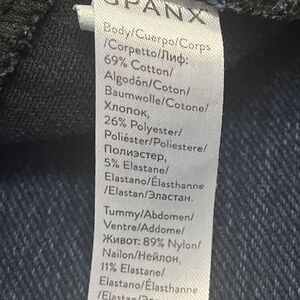 SPANX
Body/Cuerpo/Corps
/Corpetto/Лиф:
69% Cotton/
Algodón/Coton/
Baumwolle/Cotone/
Хлопок,
26% Polyester/
Poliéster/Poliestere/
Полиэстер,
5% Elastane/
Elastano/Élasthanne
/Elastan/Эластан.
Tummy/Abdomen/
Ventre/Addome/
Живот: 89% Nylon/
Nailon/Нейлон,
11% Elastane/
Elastano/Élasthanne